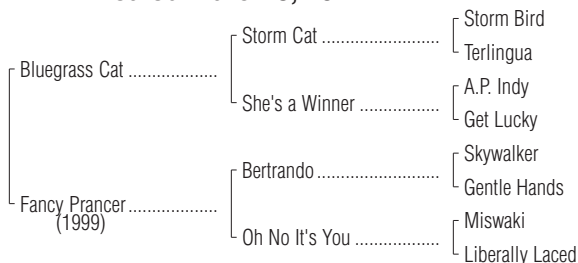 Storm Bird
Storm Cat ........................
Terlingua
Bluegrass Cat ..................
A.P. Indy
She's a Winner ................
Get Lucky
Skywalker
Bertrando ........................
Gentle Hands
Fancy Prancer ..................
(1999)
Miswaki
Oh No It's You .................
Liberally Laced